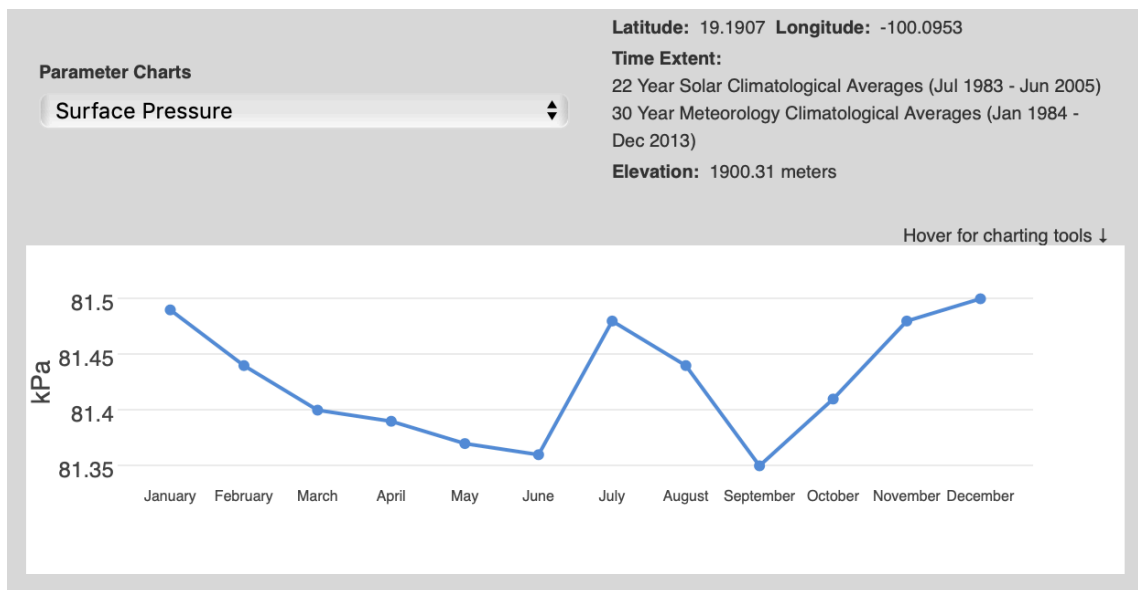 Latitude: 19.1907 Longitude: -100.0953
Parameter Charts
Time Extent:
Surface Pressure
22 Year Solar Climatological Averages (Jul 1983 - Jun 2005)
30 Year Meteorology Climatological Averages (Jan 1984 -
Dec 2013)
Elevation: 1900.31 meters
Hover for charting tools ↓
81.5
81.45
81.4
81.35
kPa
January February March April May June July August September October November December